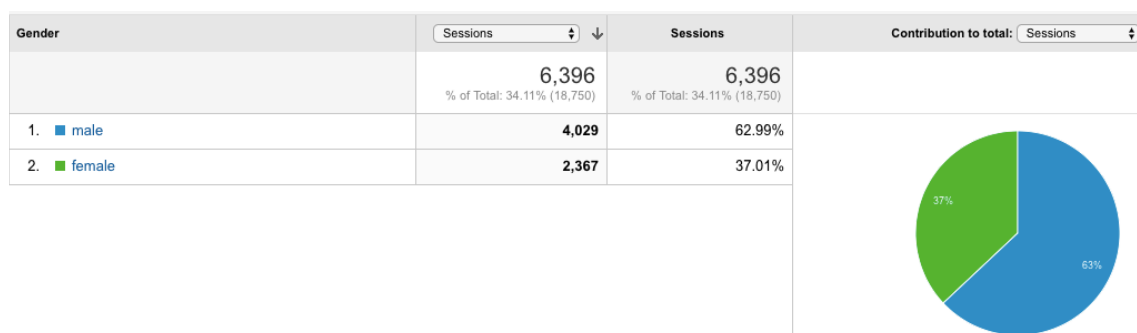 Gender Sessions Sessions Contribution to total: Sessions
6,396 6,396
% of Total: 34.11% (18,750) % of Total: 34.11% (18,750)
1. male 4,029 62.99%
2. female 2,367 37.01%
37%
63%